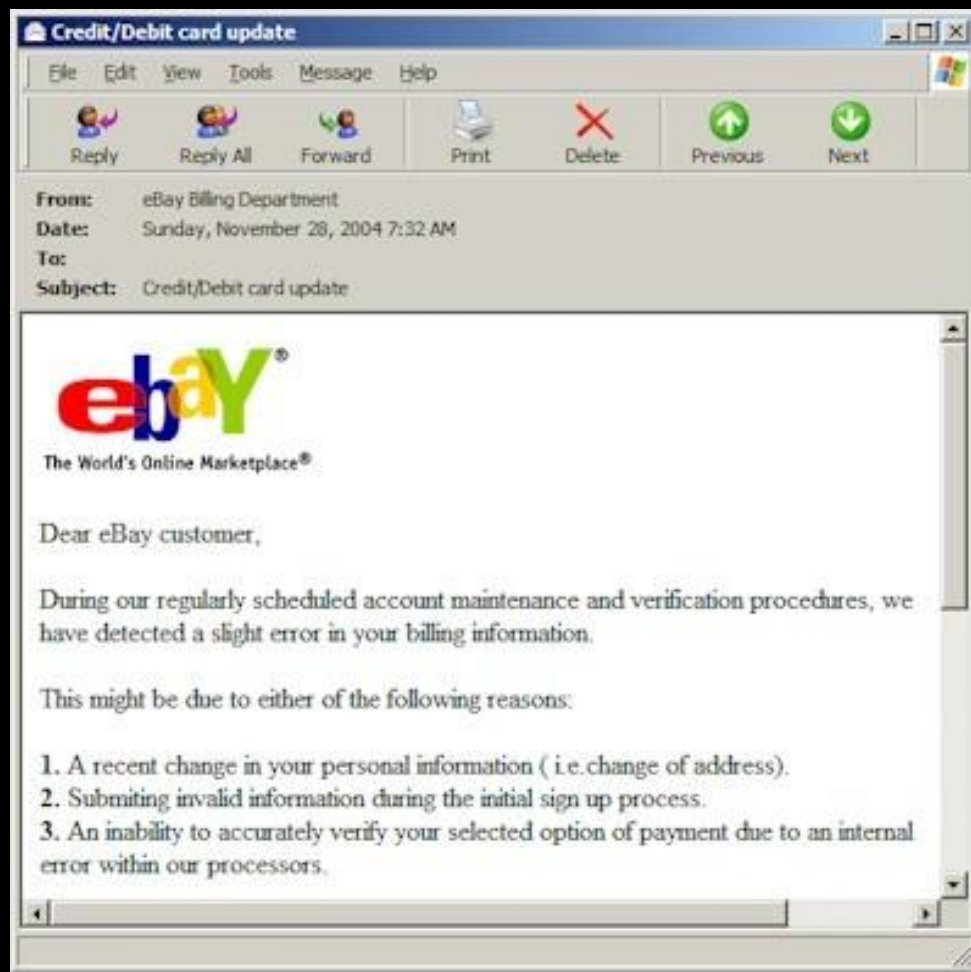 Credit/Debit card update
File Edit View Tools Message Help
Reply Reply All Forward Print Delete Previous Next
From: eBay Billing Department
Date: Sunday, November 28, 2004 7:32 AM
To:
Subject: Credit/Debit card update
ebaY®
The World's Online Marketplace®
Dear eBay customer,
During our regularly scheduled account maintenance and verification procedures, we
have detected a slight error in your billing information.
This might be due to either of the following reasons:
1. A recent change in your personal information ( i.e.change of address).
2. Submiting invalid information during the initial sign up process.
3. An inability to accurately verify your selected option of payment due to an internal
error within our processors.